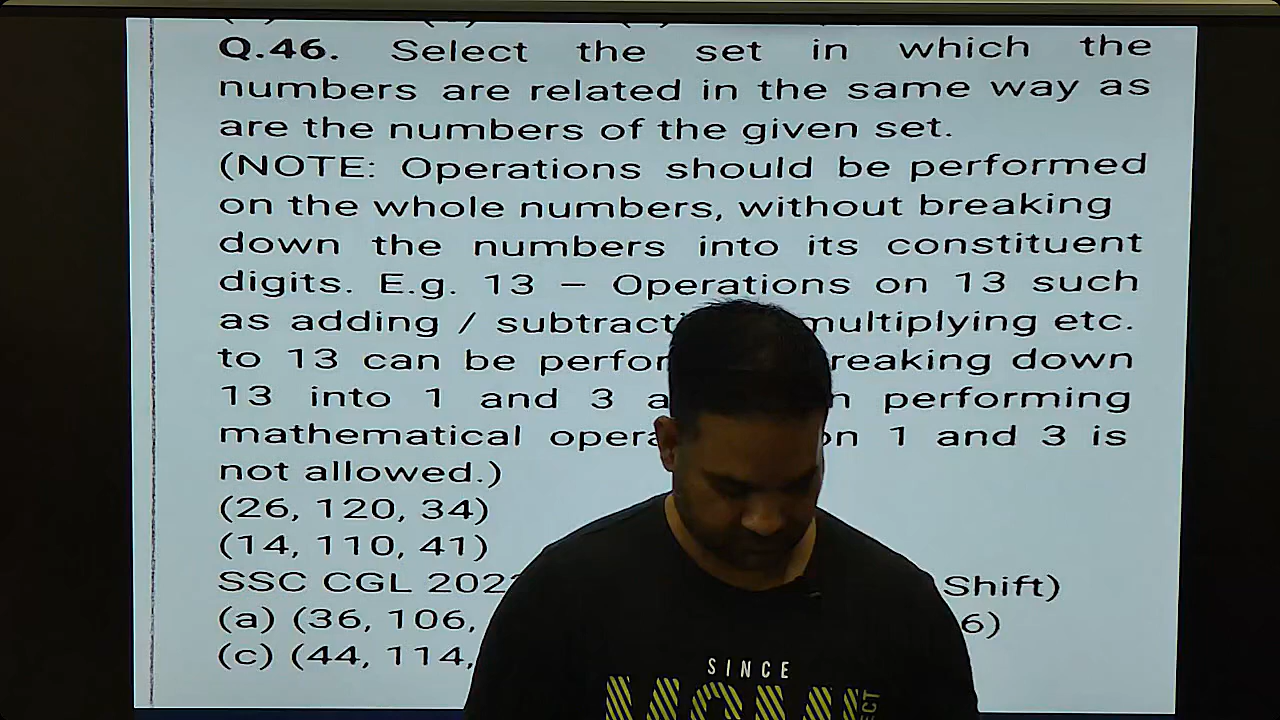 Q.46. Select the set in which the
numbers are related in the same way as
are the numbers of the given set.
(NOTE: Operations should be performed
on the whole numbers, without breaking
down the numbers into its constituent
digits. E.g. 13 – Operations on 13 such
as adding / subtract multiplying etc.
to 13 can be perfor reaking down
13 into 1 and 3 a n performing
mathematical opera on 1 and 3 is
not allowed.)
(26, 120, 34)
(14, 110, 41)
SSC CGL 202 Shift)
(a) (36, 106, 6)
(c) (44, 114,
SINCE
ECT